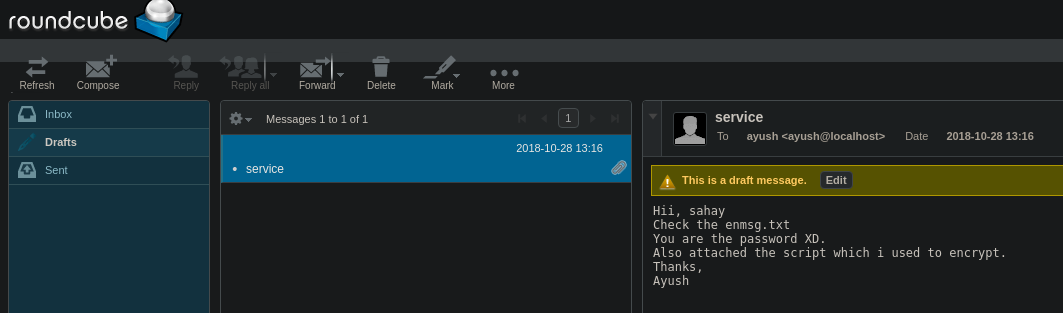 roundcube
Refresh Compose Reply Reply all Forward Delete Mark More
Inbox
Drafts
Sent
Messages 1 to 1 of 1 1
2018-10-28 13:16
service
service
To ayush <ayush@localhost> Date 2018-10-28 13:16
This is a draft message. Edit
Hii, sahay
Check the enmsg.txt
You are the password XD.
Also attached the script which i used to encrypt.
Thanks,
Ayush